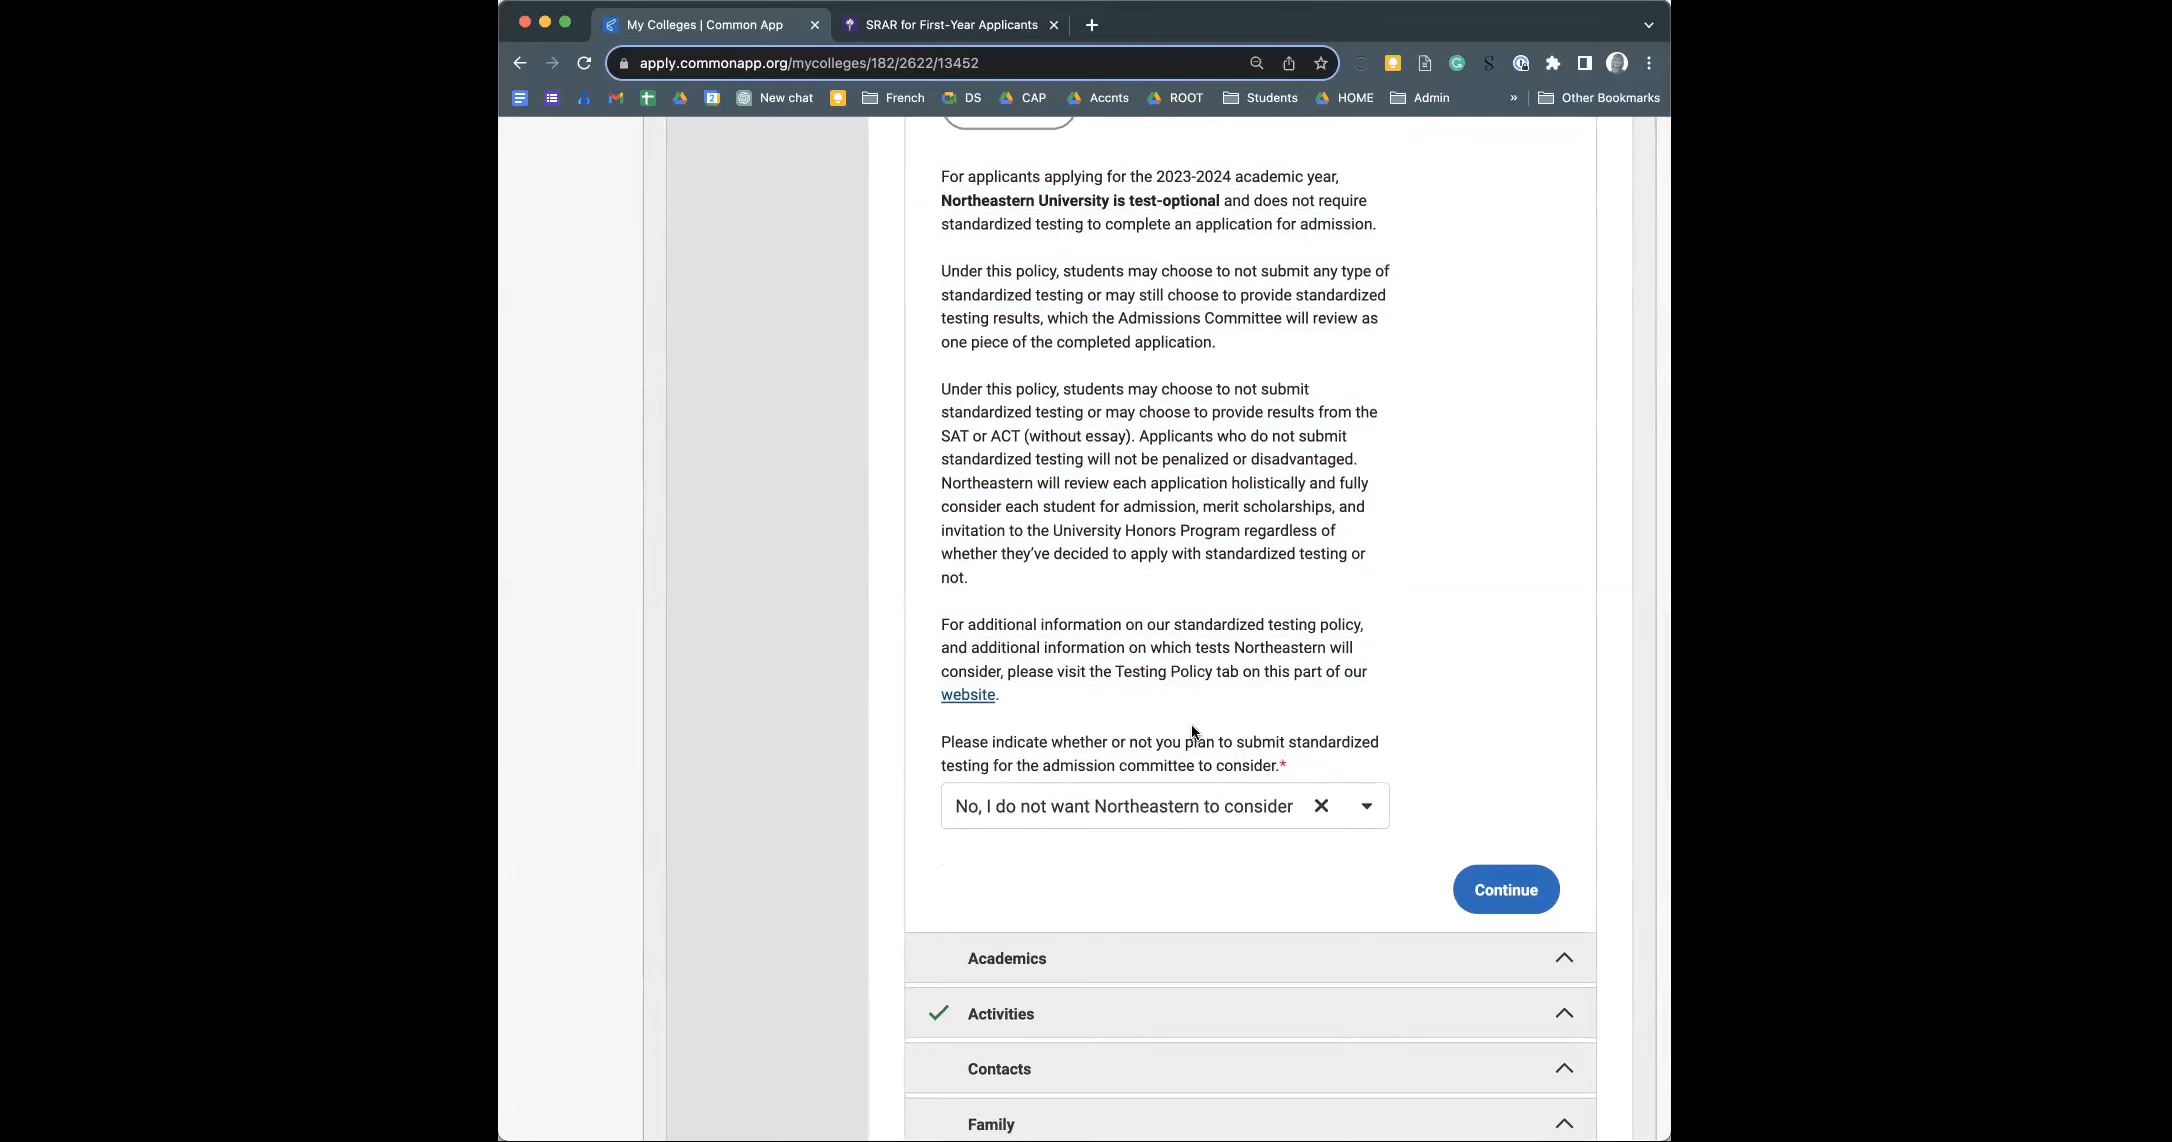 My Colleges | Common App
SRAR for First-Year Applicants
apply.commonapp.org/mycolleges/182/2622/13452
New chat
French
DS
CAP
Accnts
ROOT
Students
HOME
Admin
»
Other Bookmarks
For applicants applying for the 2023-2024 academic year,
Northeastern University is test-optional and does not require
standardized testing to complete an application for admission.
Under this policy, students may choose to not submit any type of
standardized testing or may still choose to provide standardized
testing results, which the Admissions Committee will review as
one piece of the completed application.
Under this policy, students may choose to not submit
standardized testing or may choose to provide results from the
SAT or ACT (without essay). Applicants who do not submit
standardized testing will not be penalized or disadvantaged.
Northeastern will review each application holistically and fully
consider each student for admission, merit scholarships, and
invitation to the University Honors Program regardless of
whether they've decided to apply with standardized testing or
not.
For additional information on our standardized testing policy,
and additional information on which tests Northeastern will
consider, please visit the Testing Policy tab on this part of our
website.
Please indicate whether or not you plan to submit standardized
testing for the admission committee to consider.*
No, I do not want Northeastern to consider
Continue
Academics
Activities
Contacts
Family